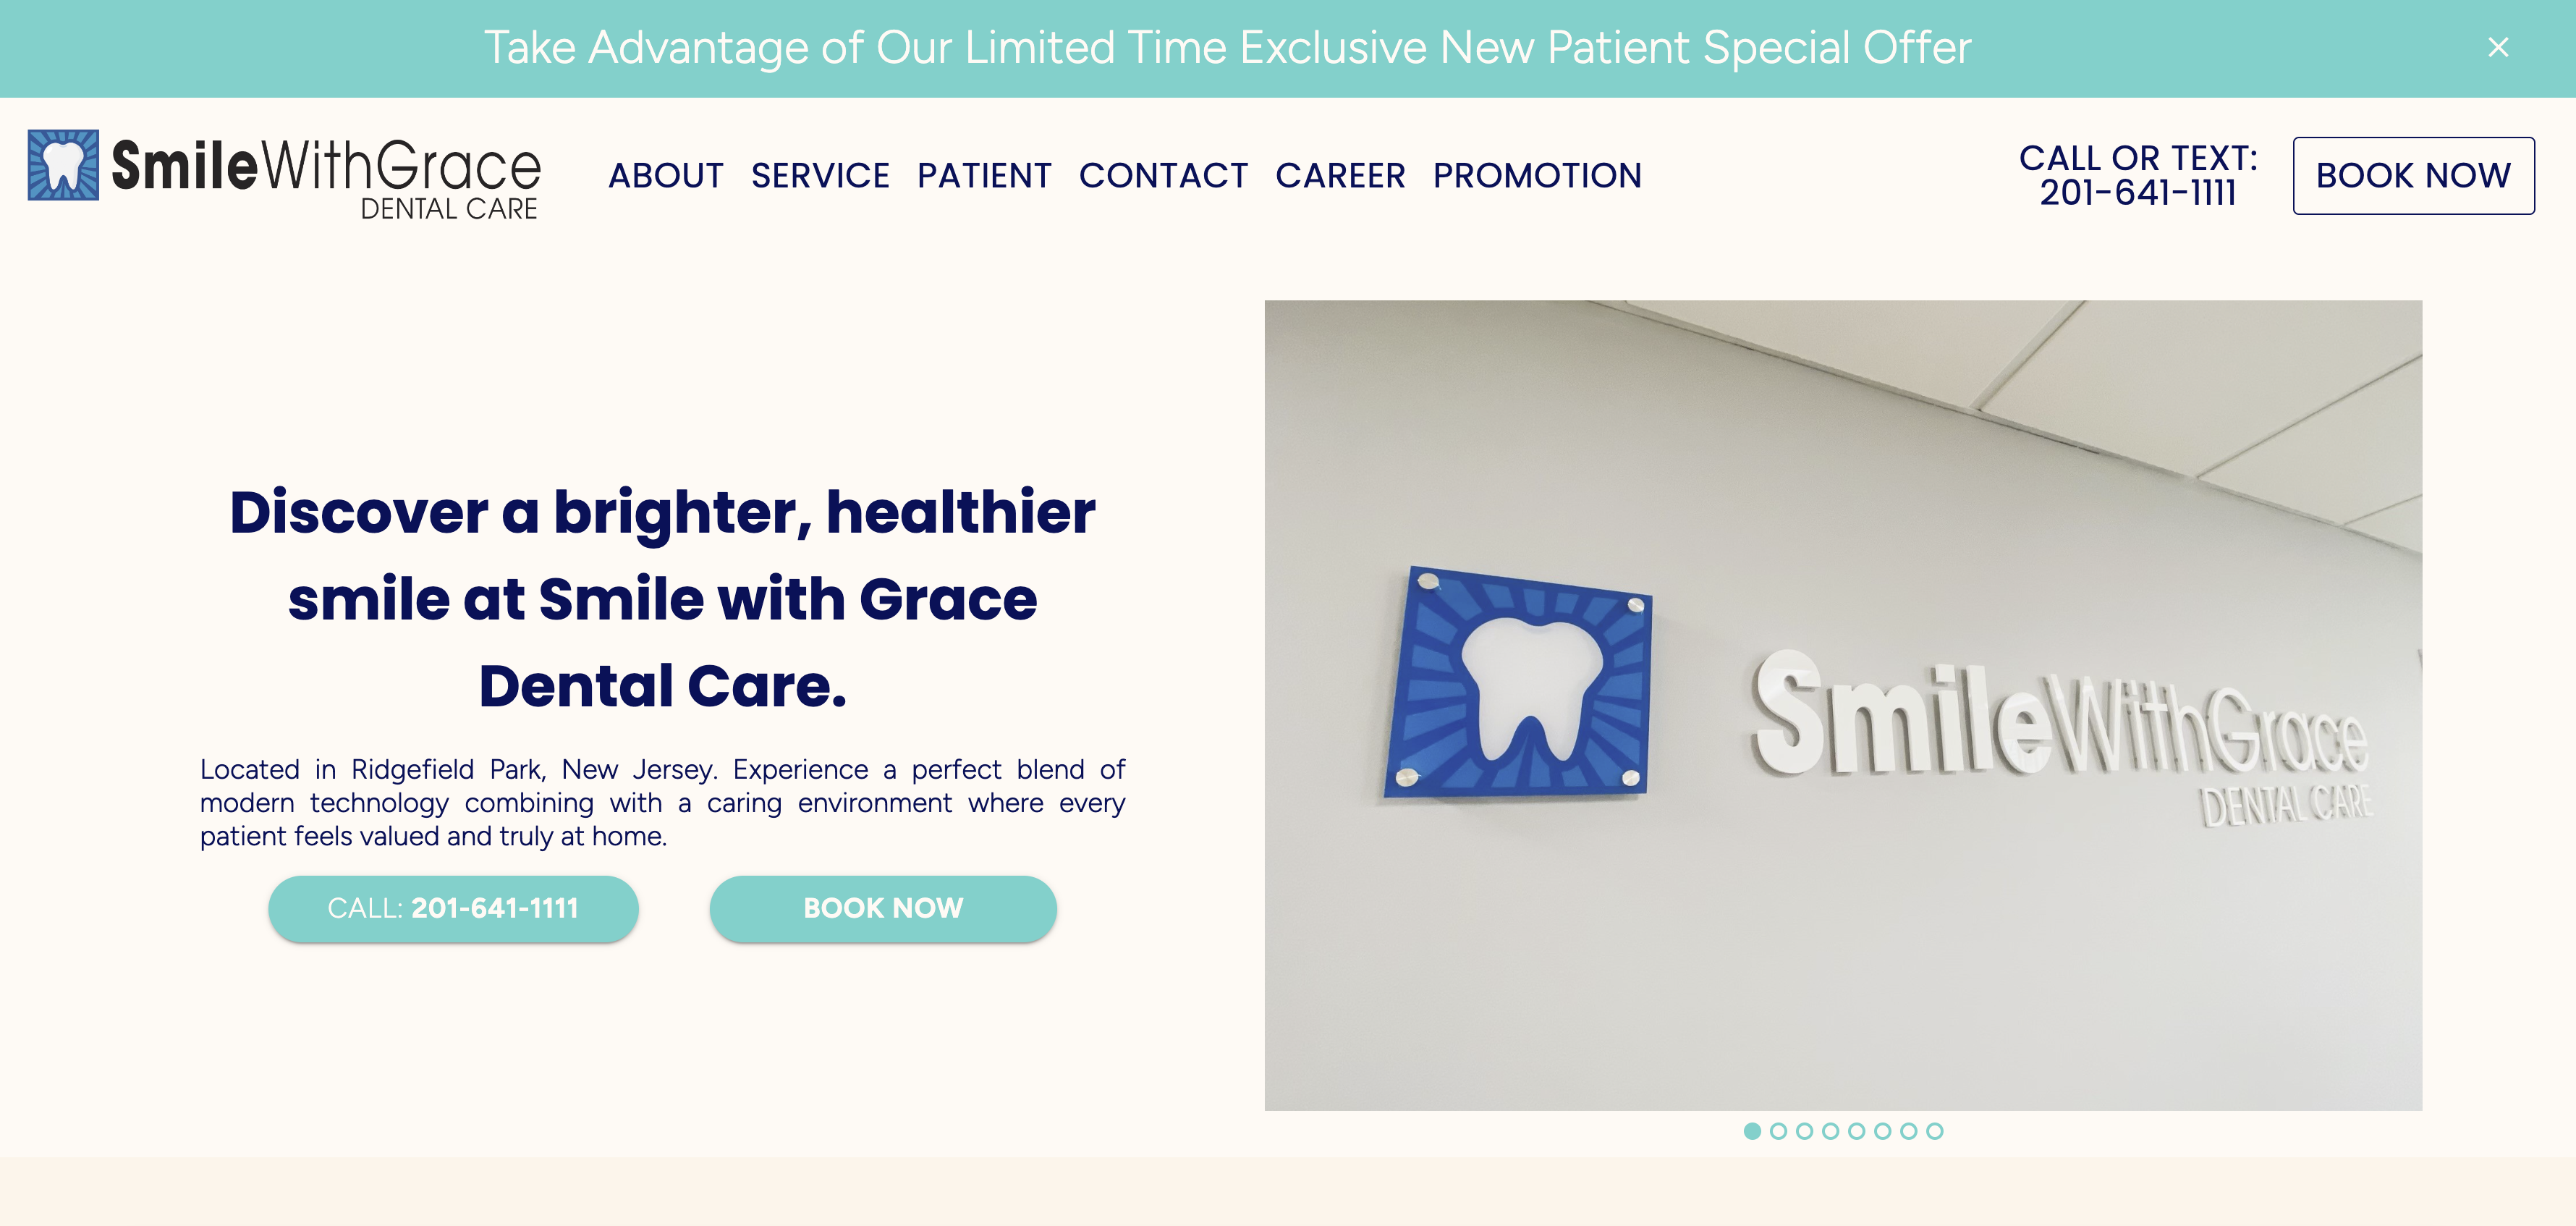 Take Advantage of Our Limited Time Exclusive New Patient Special Offer
SmileWithGrace
DENTAL CARE
ABOUT SERVICE PATIENT CONTACT CAREER PROMOTION
CALL OR TEXT:
201-641-1111
BOOK NOW
Discover a brighter, healthier
smile at Smile with Grace
Dental Care.
Located in Ridgefield Park, New Jersey. Experience a perfect blend of
modern technology combining with a caring environment where every
patient feels valued and truly at home.
CALL: 201-641-1111
BOOK NOW
SmileWithGrace
DENTAL CARE